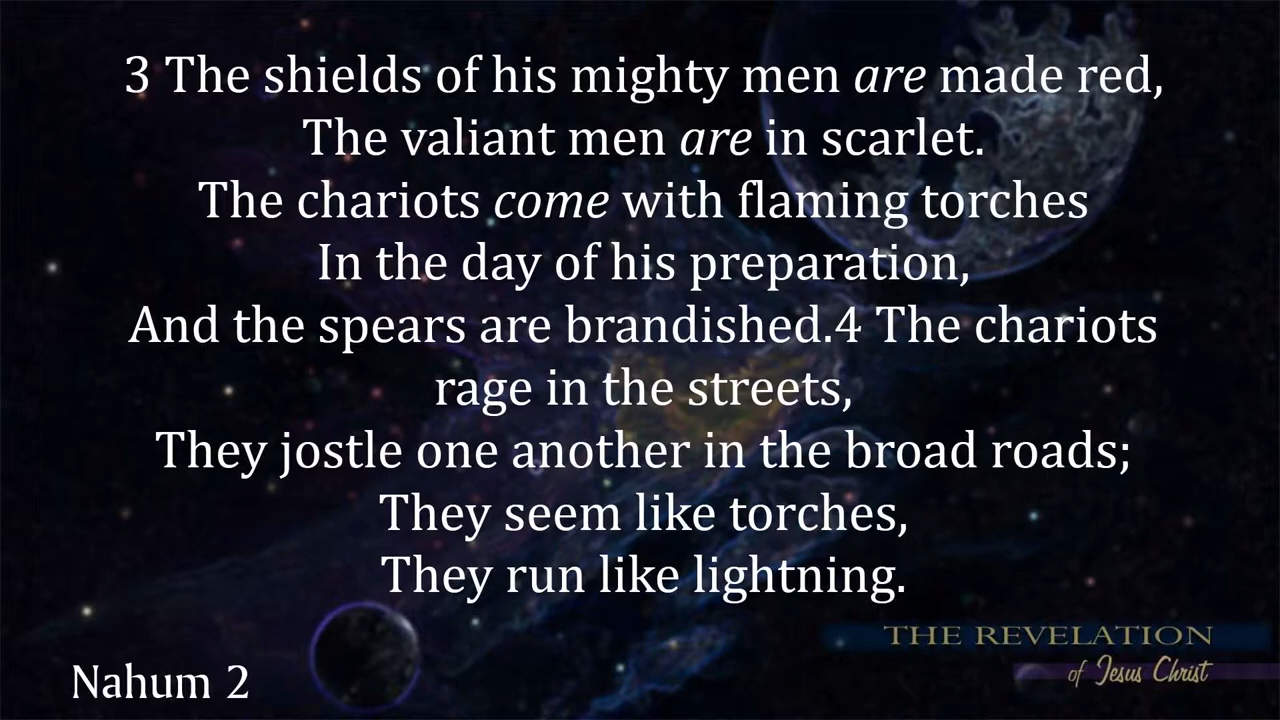 3 The shields of his mighty men are made red,
The valiant men are in scarlet.
The chariots come with flaming torches
In the day of his preparation,
And the spears are brandished.4 The chariots
rage in the streets,
They jostle one another in the broad roads;
They seem like torches,
They run like lightning.
THE REVELATION
of Jesus Christ
Nahum 2